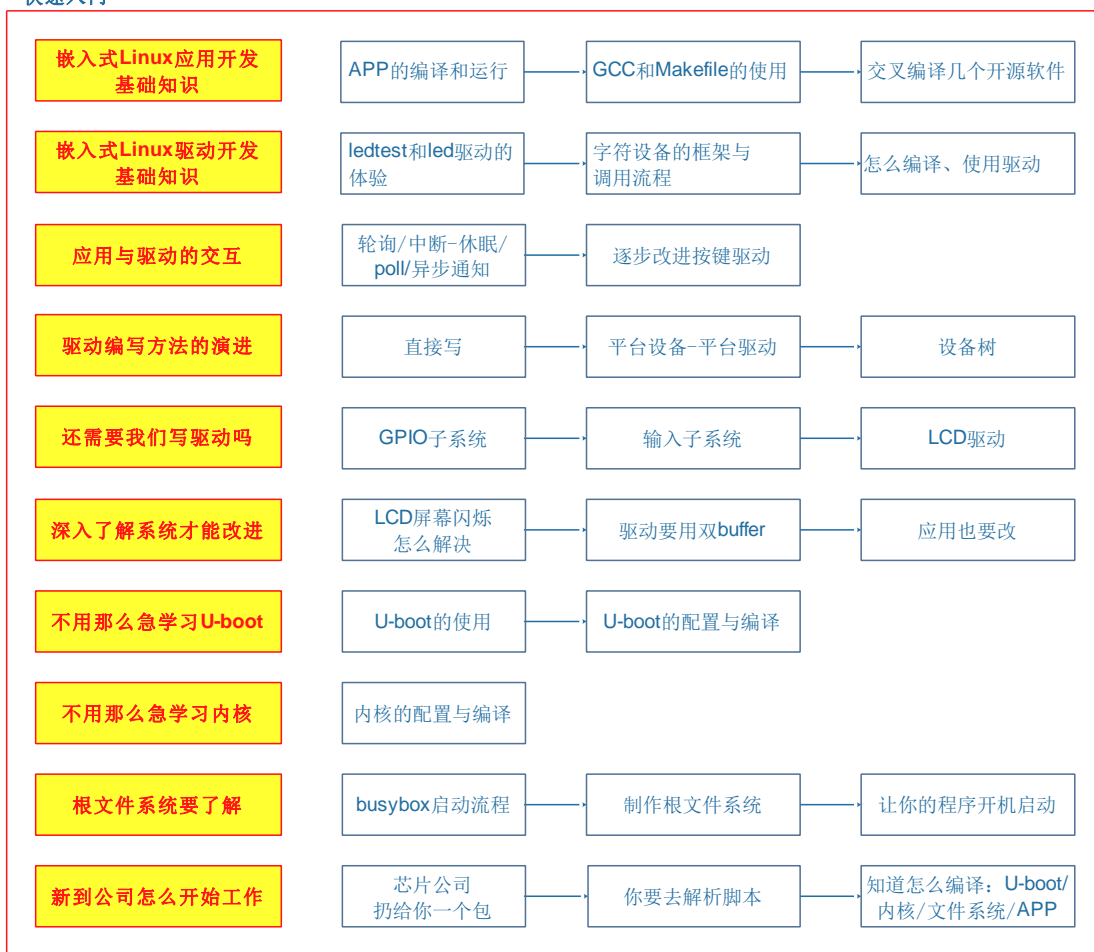 快速入门
嵌入式Linux应用开发
基础知识
APP的编译和运行
GCC和Makefile的使用
交叉编译几个开源软件
嵌入式Linux驱动开发
基础知识
ledtest和led驱动的
体验
字符设备的框架与
调用流程
怎么编译、使用驱动
应用与驱动的交互
轮询/中断-休眠/
poll/异步通知
逐步改进按键驱动
驱动编写方法的演进
直接写
平台设备-平台驱动
设备树
还需要我们写驱动吗
GPIO子系统
输入子系统
LCD驱动
深入了解系统才能改进
LCD屏幕闪烁
怎么解决
驱动要用双buffer
应用也要改
不用那么急学习U-boot
U-boot的使用
U-boot的配置与编译
不用那么急学习内核
内核的配置与编译
根文件系统要了解
busybox启动流程
制作根文件系统
让你的程序开机启动
新到公司怎么开始工作
芯片公司
扔给你一个包
你要去解析脚本
知道怎么编译：U-boot/
内核/文件系统/APP